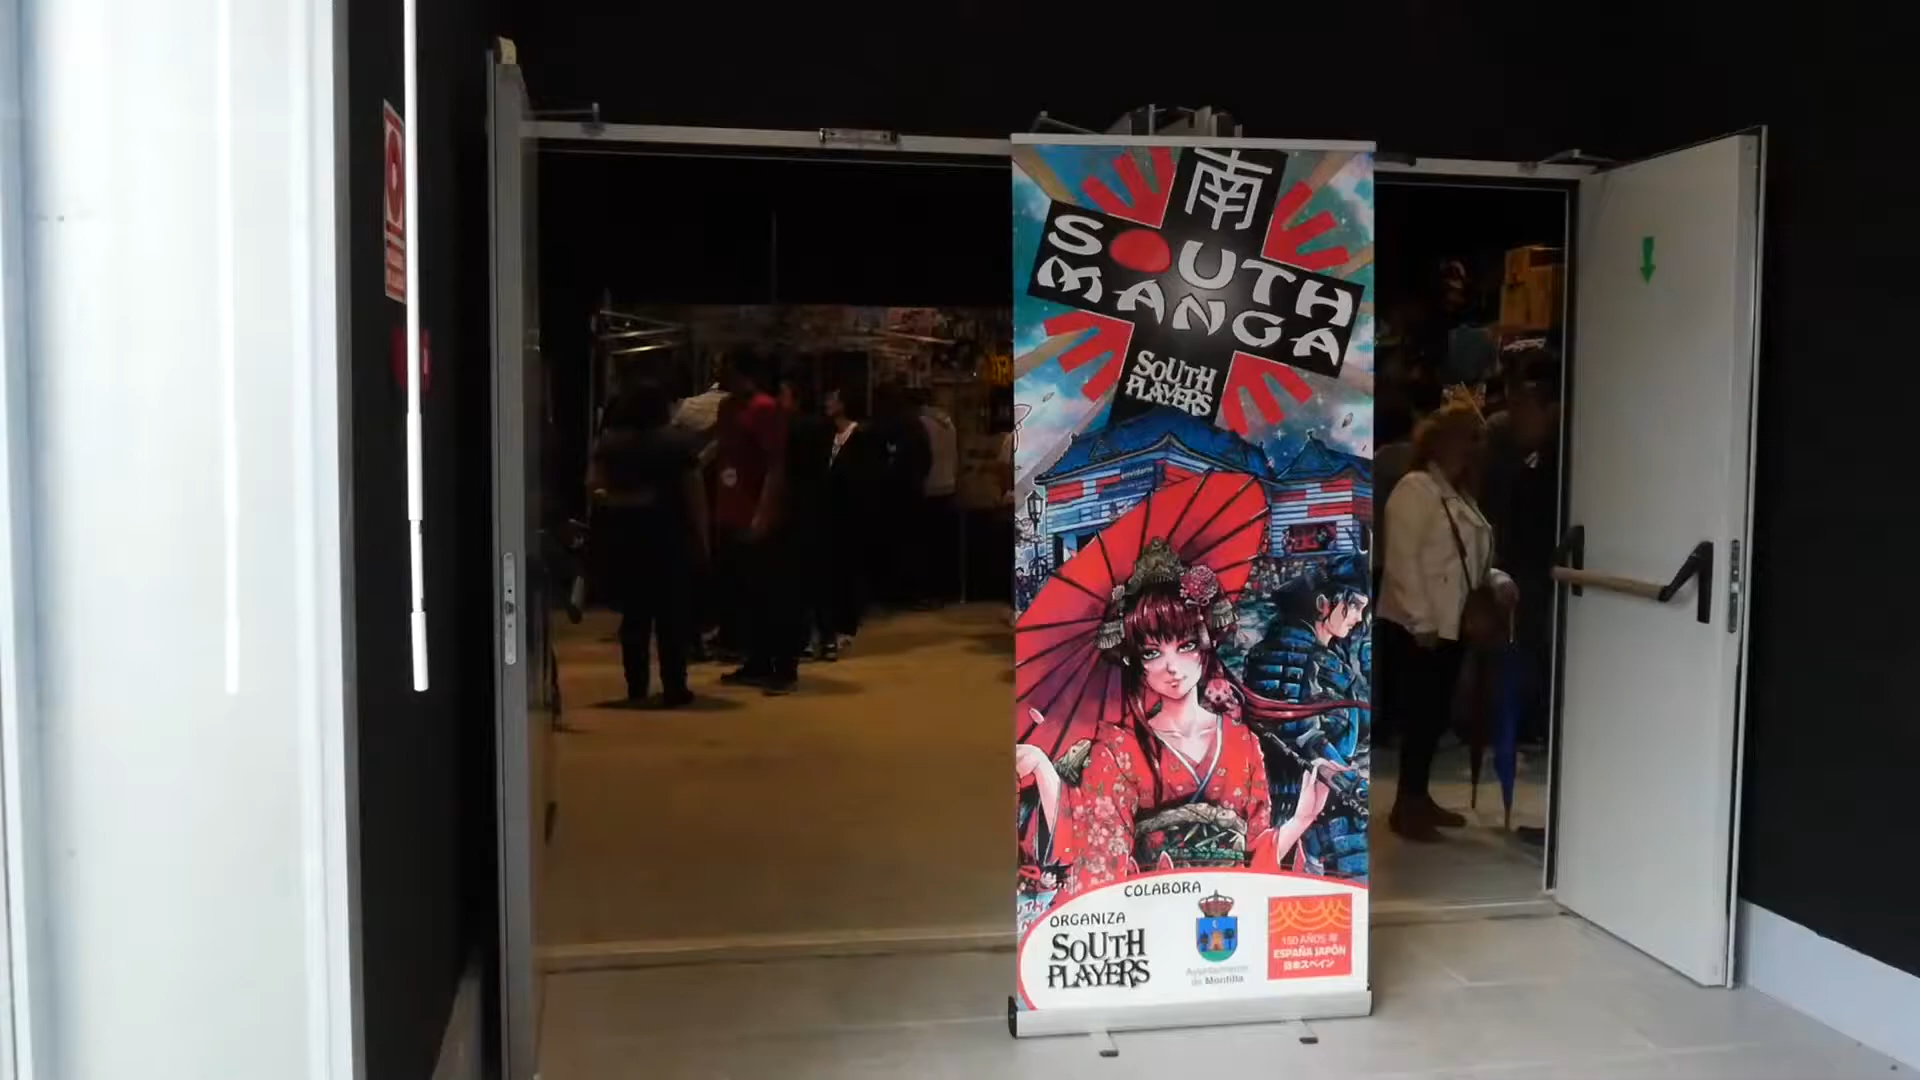 南
SOUTH
MANGA
SOUTH
PLAYERS
COLABORA
ORGANIZA
SOUTH
PLAYERS
Ayuntamiento
de Montilla
150 AÑOS
ESPAÑA JAPÓN
日本スペイン